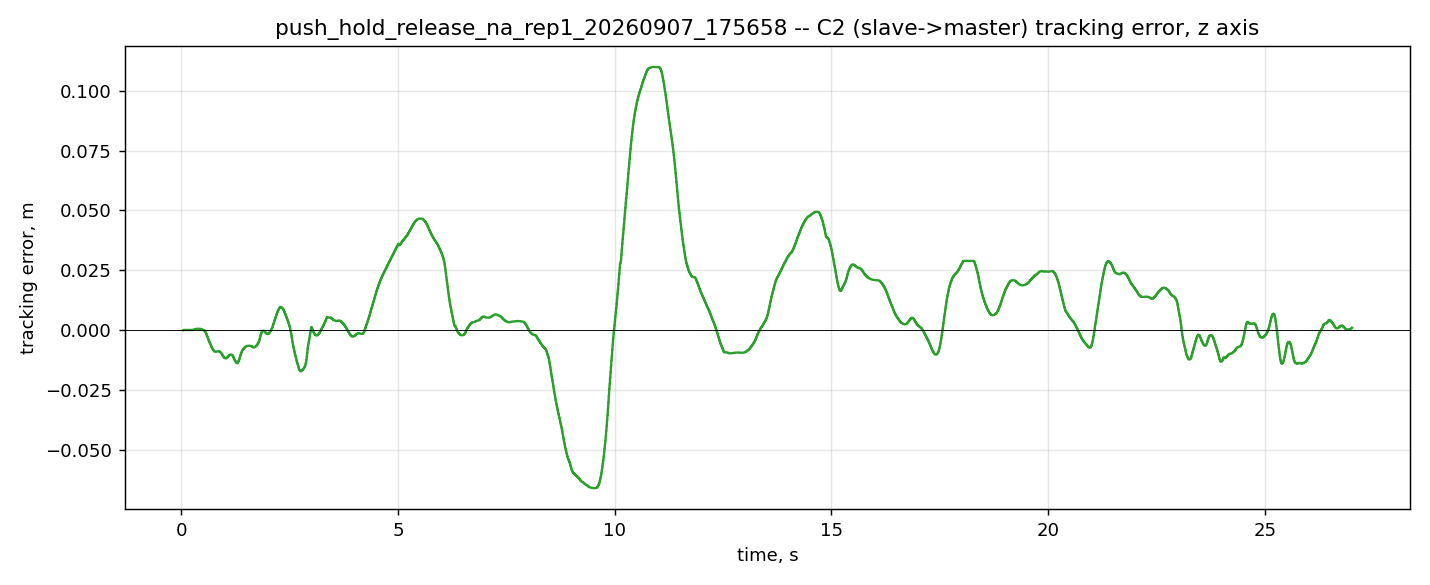 push_hold_release_na_rep1_20260907_175658 -- C2 (slave->master) tracking error, z axis
tracking error, m
0.100
0.075
0.050
0.025
0.000
−0.025
−0.050
0 5 10 15 20 25
time, s